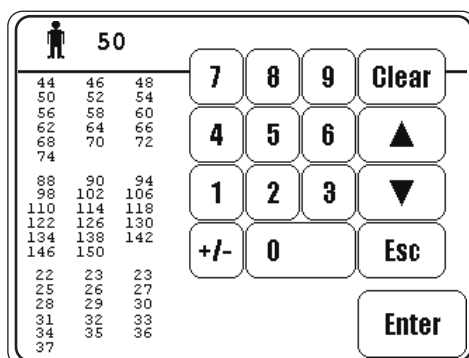 50
44 46 48
50 52 54
56 58 60
62 64 66
68 70 72
74
88 90 94
98 102 106
110 114 118
122 126 130
134 138 142
146 150
22 23 23
25 26 27
28 29 30
31 32 33
34 35 36
37
7 8 9 Clear
4 5 6 ▲
1 2 3 ▼
+/- 0 Esc
Enter